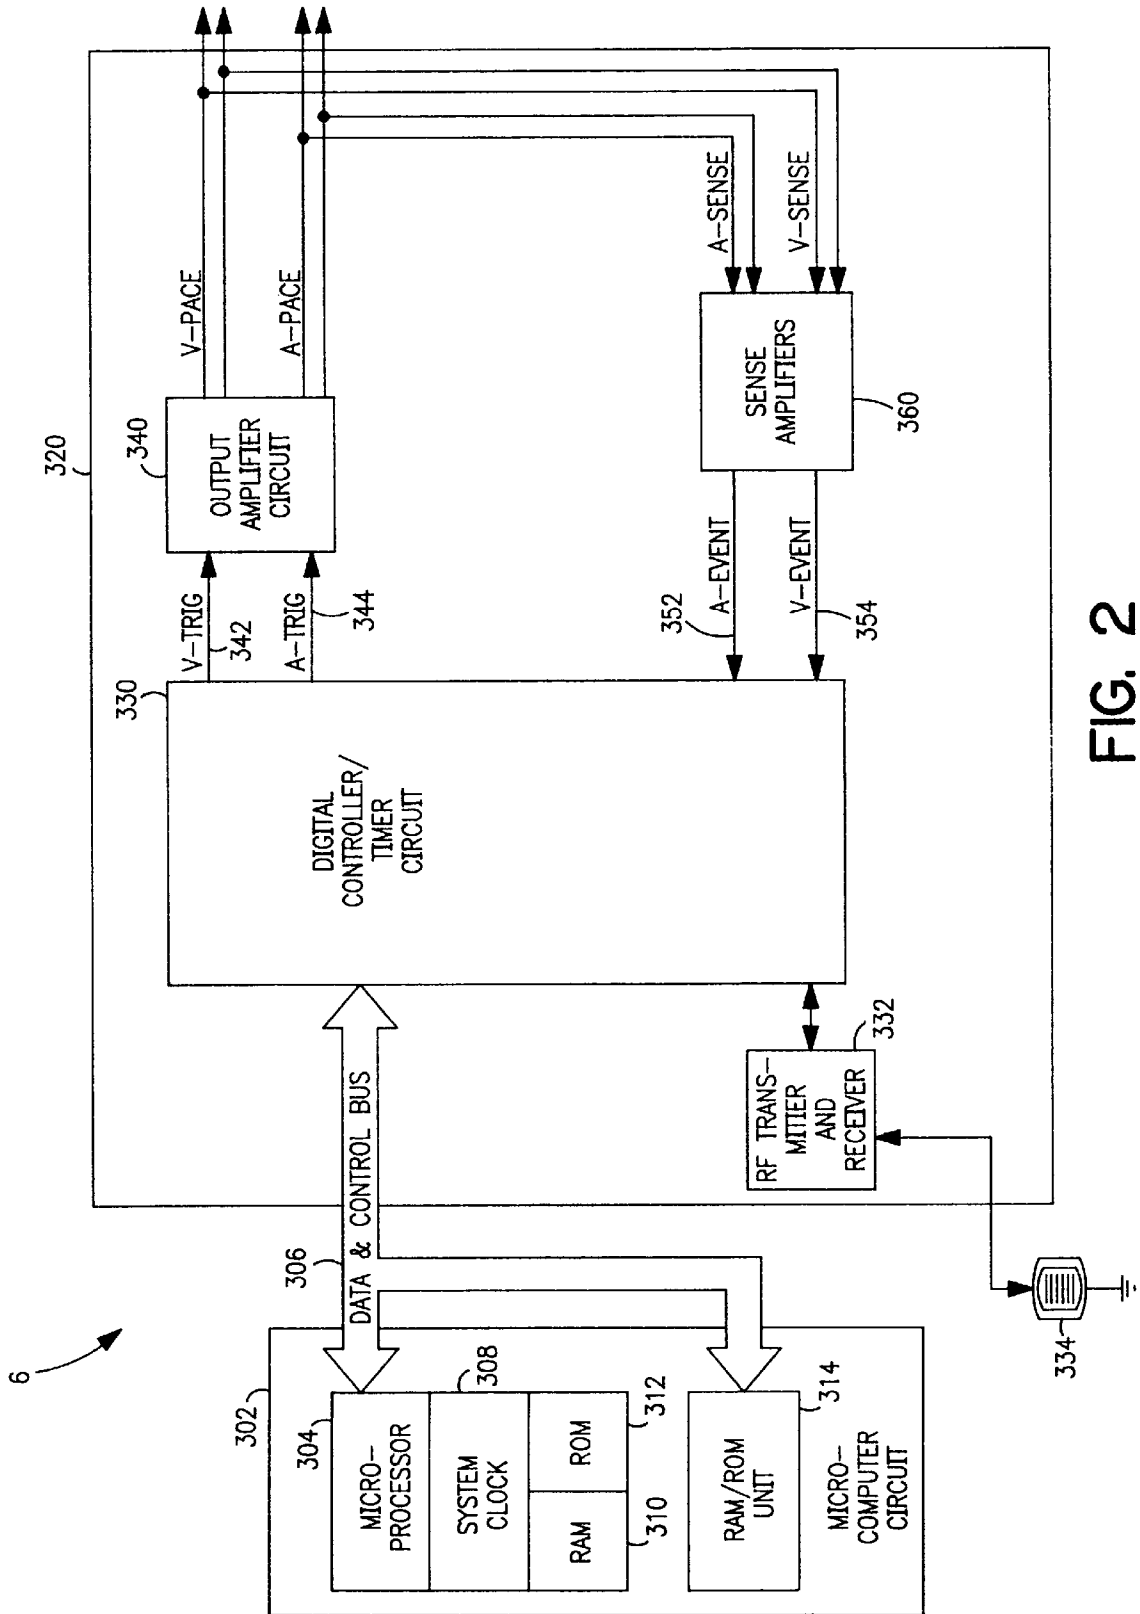 6
302
304
MICRO-
PROCESSOR
308
SYSTEM
CLOCK
RAM
ROM
310
312
RAM/ROM
UNIT
314
MICRO-
COMPUTER
CIRCUIT
306
DATA & CONTROL BUS
320
330
DIGITAL
CONTROLLER/
TIMER
CIRCUIT
RF TRANS-
MITIER
AND
RECEIVER
332
334
V-TRIG
342
A-TRIG
344
340
OUTPUT
AMPLIFIER
CIRCUIT
V-PACE
A-PACE
352
A-EVENT
V-EVENT
354
SENSE
AMPLIFIERS
360
A-SENSE
V-SENSE
FIG. 2